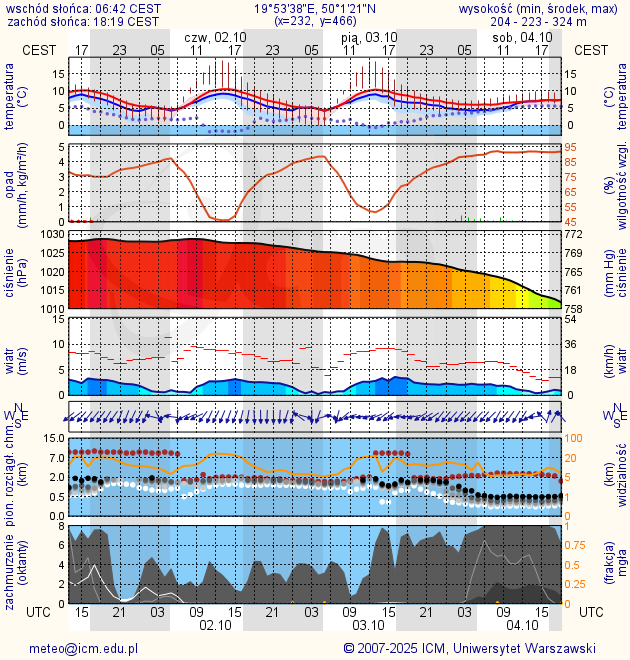 wschód słońca: 06:42 CEST 19°53'38"E, 50°1'21"N wysokość (min, środek, max)
zachód słońca: 18:19 CEST (x=232, y=466) 204 - 223 - 324 m
czw, 02.10 pią, 03.10 sob, 04.10
CEST 17 23 05 11 17 23 05 11 17 23 05 11 17 CEST
temperatura (°C)
15 10 5 0
15 10 5 0
temperatura (°C)
opad (mm/h, kg/m²/h)
5 4 3 2 1 0
95 85 75 65 55 45
(%) wilgotność wzgl.
ciśnienie (hPa)
1030 1025 1020 1015 1010
772 769 765 761 758
(mm Hg) ciśnienie
wiatr (m/s)
15 10 5 0
54 36 18 0
(km/h) wiatr
N W E S
N W E S
pion. rozciągł. chm. (km)
15.0 7.0 2.0 0.5 0.0
100 20 5 1 0
(km) widzialność
zachmurzenie (oktanty)
8 6 4 2 0
1 0.75 0.5 0.25 0
(frakcja) mgła
UTC 15 21 03 09 15 21 03 09 15 21 03 09 15 UTC
02.10 03.10 04.10
meteo@icm.edu.pl © 2007-2025 ICM, Uniwersytet Warszawski